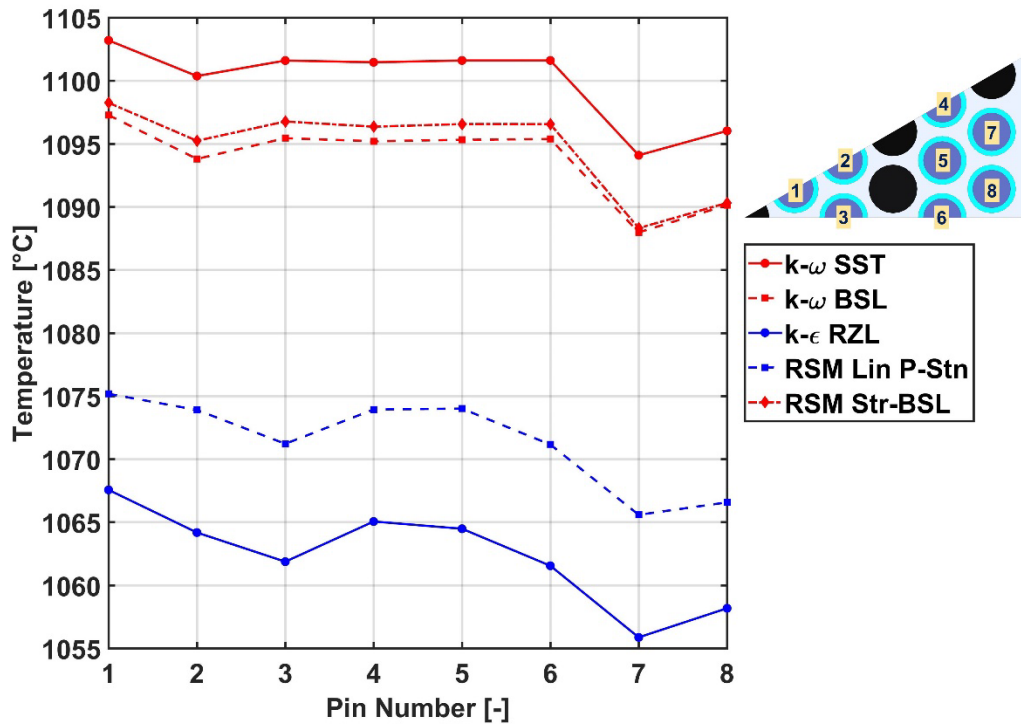 1105
1100
1095
1090
1085
1080
1075
1070
1065
1060
1055
Temperature [°C]
1 2 3 4 5 6 7 8
Pin Number [-]
4
7
2
5
1
8
3
6
k-ω SST
k-ω BSL
k-ϵ RZL
RSM Lin P-Stn
RSM Str-BSL